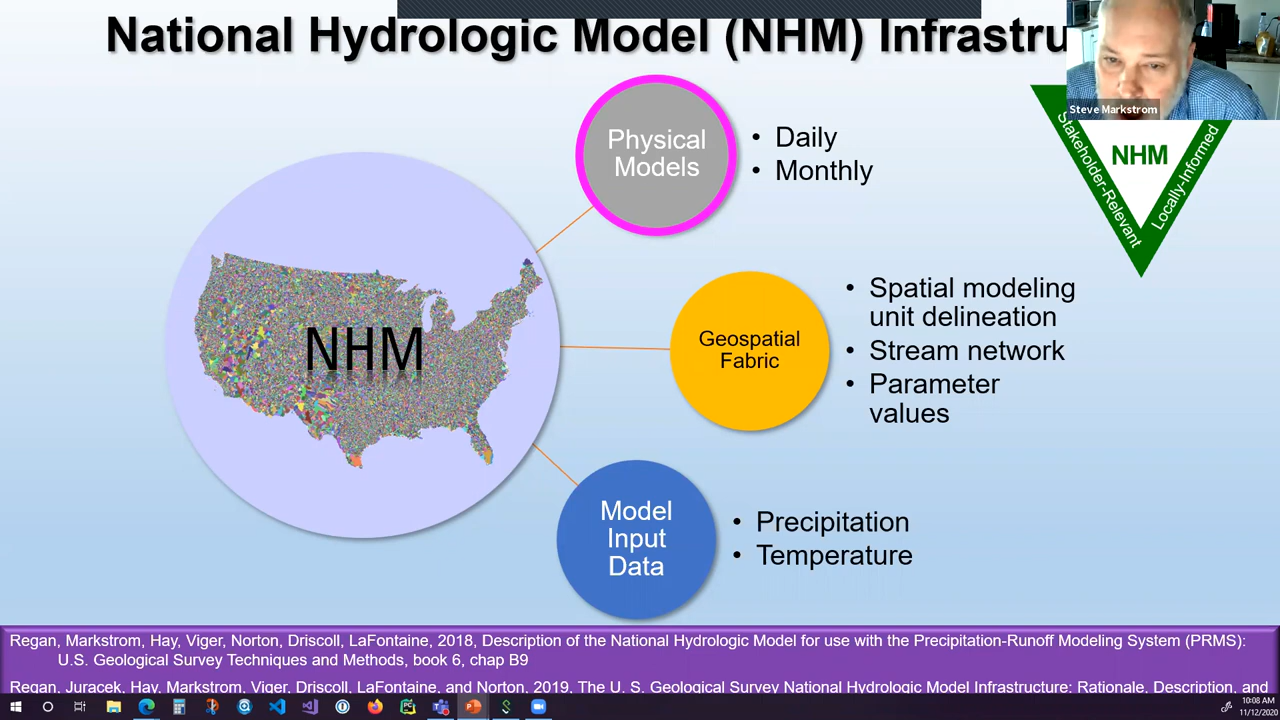 National Hydrologic Model (NHM) Infrastru
Steve Markstrom
Physical
Models
• Daily
• Monthly
Stakeholder-Relevant
NHM
Locally-Informed
NHM
Geospatial
Fabric
• Spatial modeling
unit delineation
• Stream network
• Parameter
values
Model
Input
Data
• Precipitation
• Temperature
Regan, Markstrom, Hay, Viger, Norton, Driscoll, LaFontaine, 2018, Description of the National Hydrologic Model for use with the Precipitation-Runoff Modeling System (PRMS):
U.S. Geological Survey Techniques and Methods, book 6, chap B9
Regan, Juracek, Hay, Markstrom, Viger, Driscoll, LaFontaine, and Norton, 2019, The U. S. Geological Survey National Hydrologic Model Infrastructure: Rationale, Description, and
10:08 AM
11/12/2020